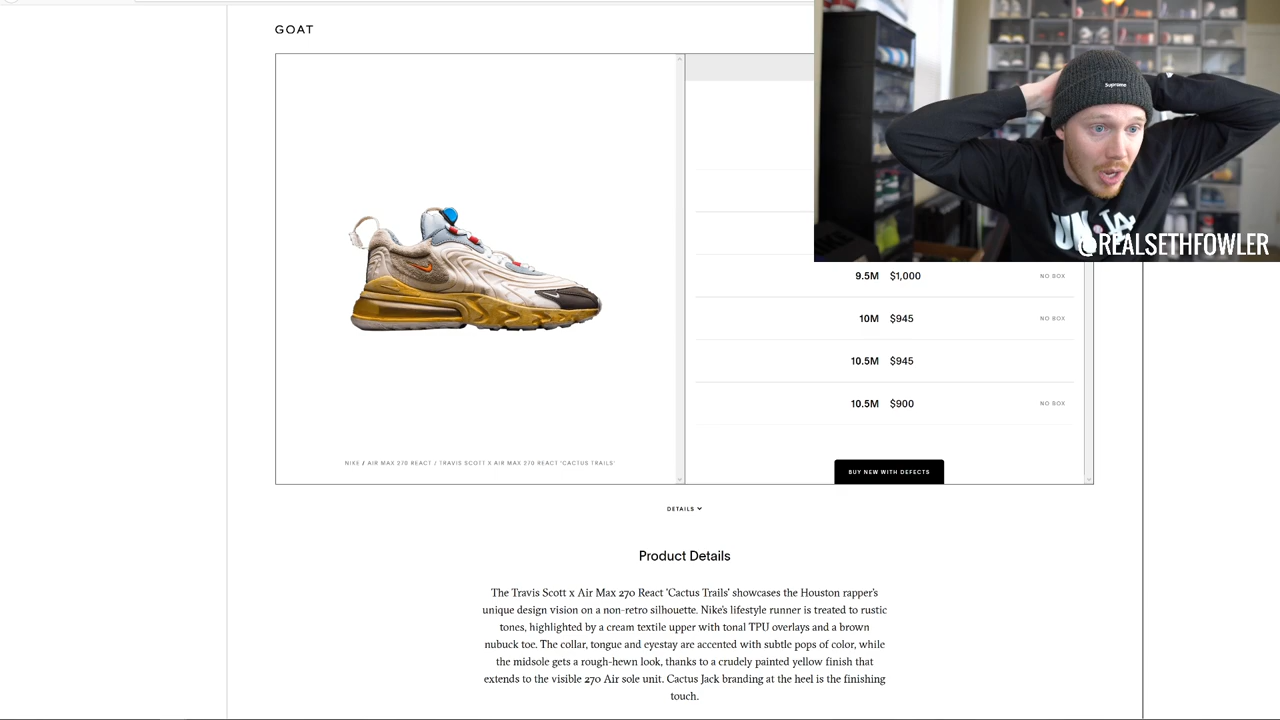 GOAT
Supreme
@REALSETHFOWLER
9.5M $1,000 NO BOX
10M $945 NO BOX
10.5M $945
10.5M $900 NO BOX
NIKE / AIR MAX 270 REACT / TRAVIS SCOTT X AIR MAX 270 REACT 'CACTUS TRAILS'
BUY NEW WITH DEFECTS
DETAILS
Product Details
The Travis Scott x Air Max 270 React 'Cactus Trails' showcases the Houston rapper's
unique design vision on a non-retro silhouette. Nike's lifestyle runner is treated to rustic
tones, highlighted by a cream textile upper with tonal TPU overlays and a brown
nubuck toe. The collar, tongue and eyestay are accented with subtle pops of color, while
the midsole gets a rough-hewn look, thanks to a crudely painted yellow finish that
extends to the visible 270 Air sole unit. Cactus Jack branding at the heel is the finishing
touch.